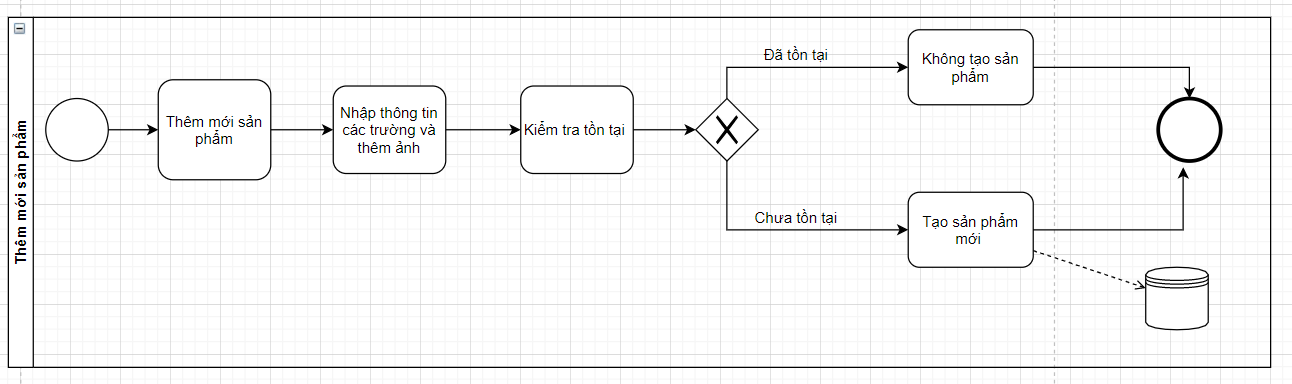 Thêm mới sản phẩm
Thêm mới sản
phẩm
Nhập thông tin
các trường và
thêm ảnh
Kiểm tra tồn tại
Đã tồn tại
Không tạo sản
phẩm
Chưa tồn tại
Tạo sản phẩm
mới